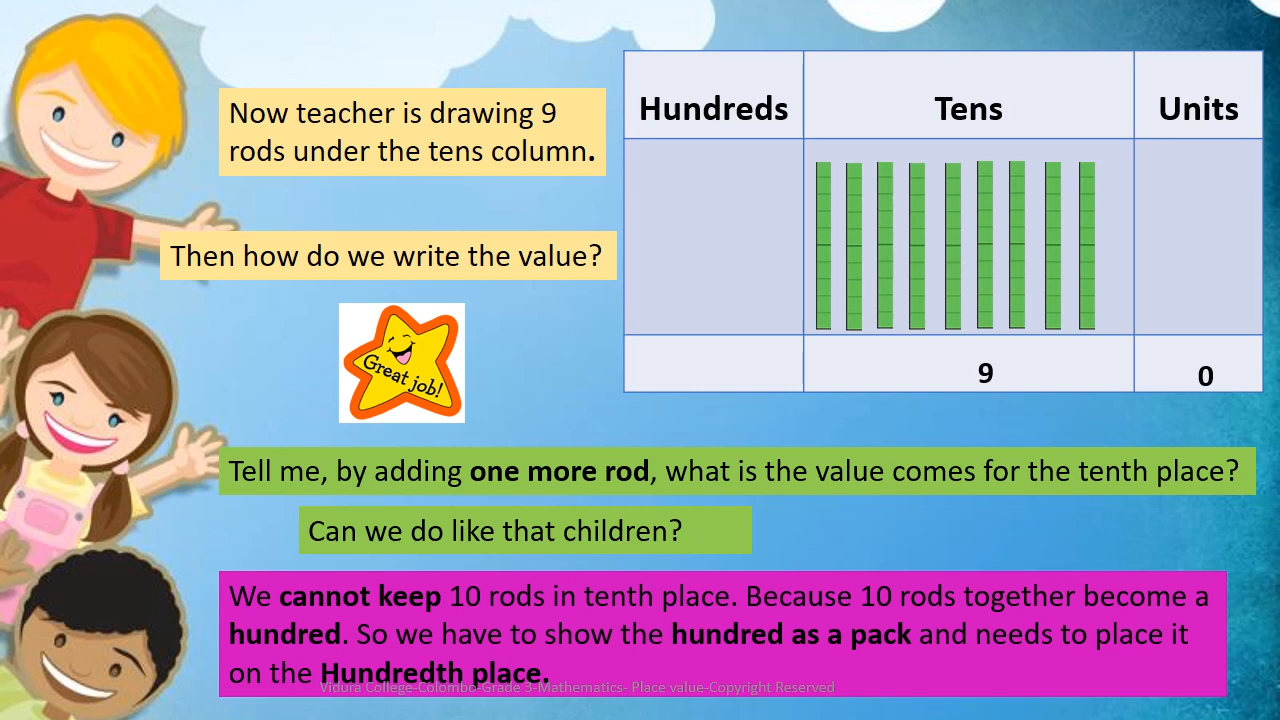 Now teacher is drawing 9
rods under the tens column.
Then how do we write the value?
Great job!
Hundreds Tens Units
9 0
Tell me, by adding one more rod, what is the value comes for the tenth place?
Can we do like that children?
We cannot keep 10 rods in tenth place. Because 10 rods together become a
hundred. So we have to show the hundred as a pack and needs to place it
on the Hundredth place.
Vidura College-Colombo-Grade 3-Mathematics- Place value-Copyright Reserved